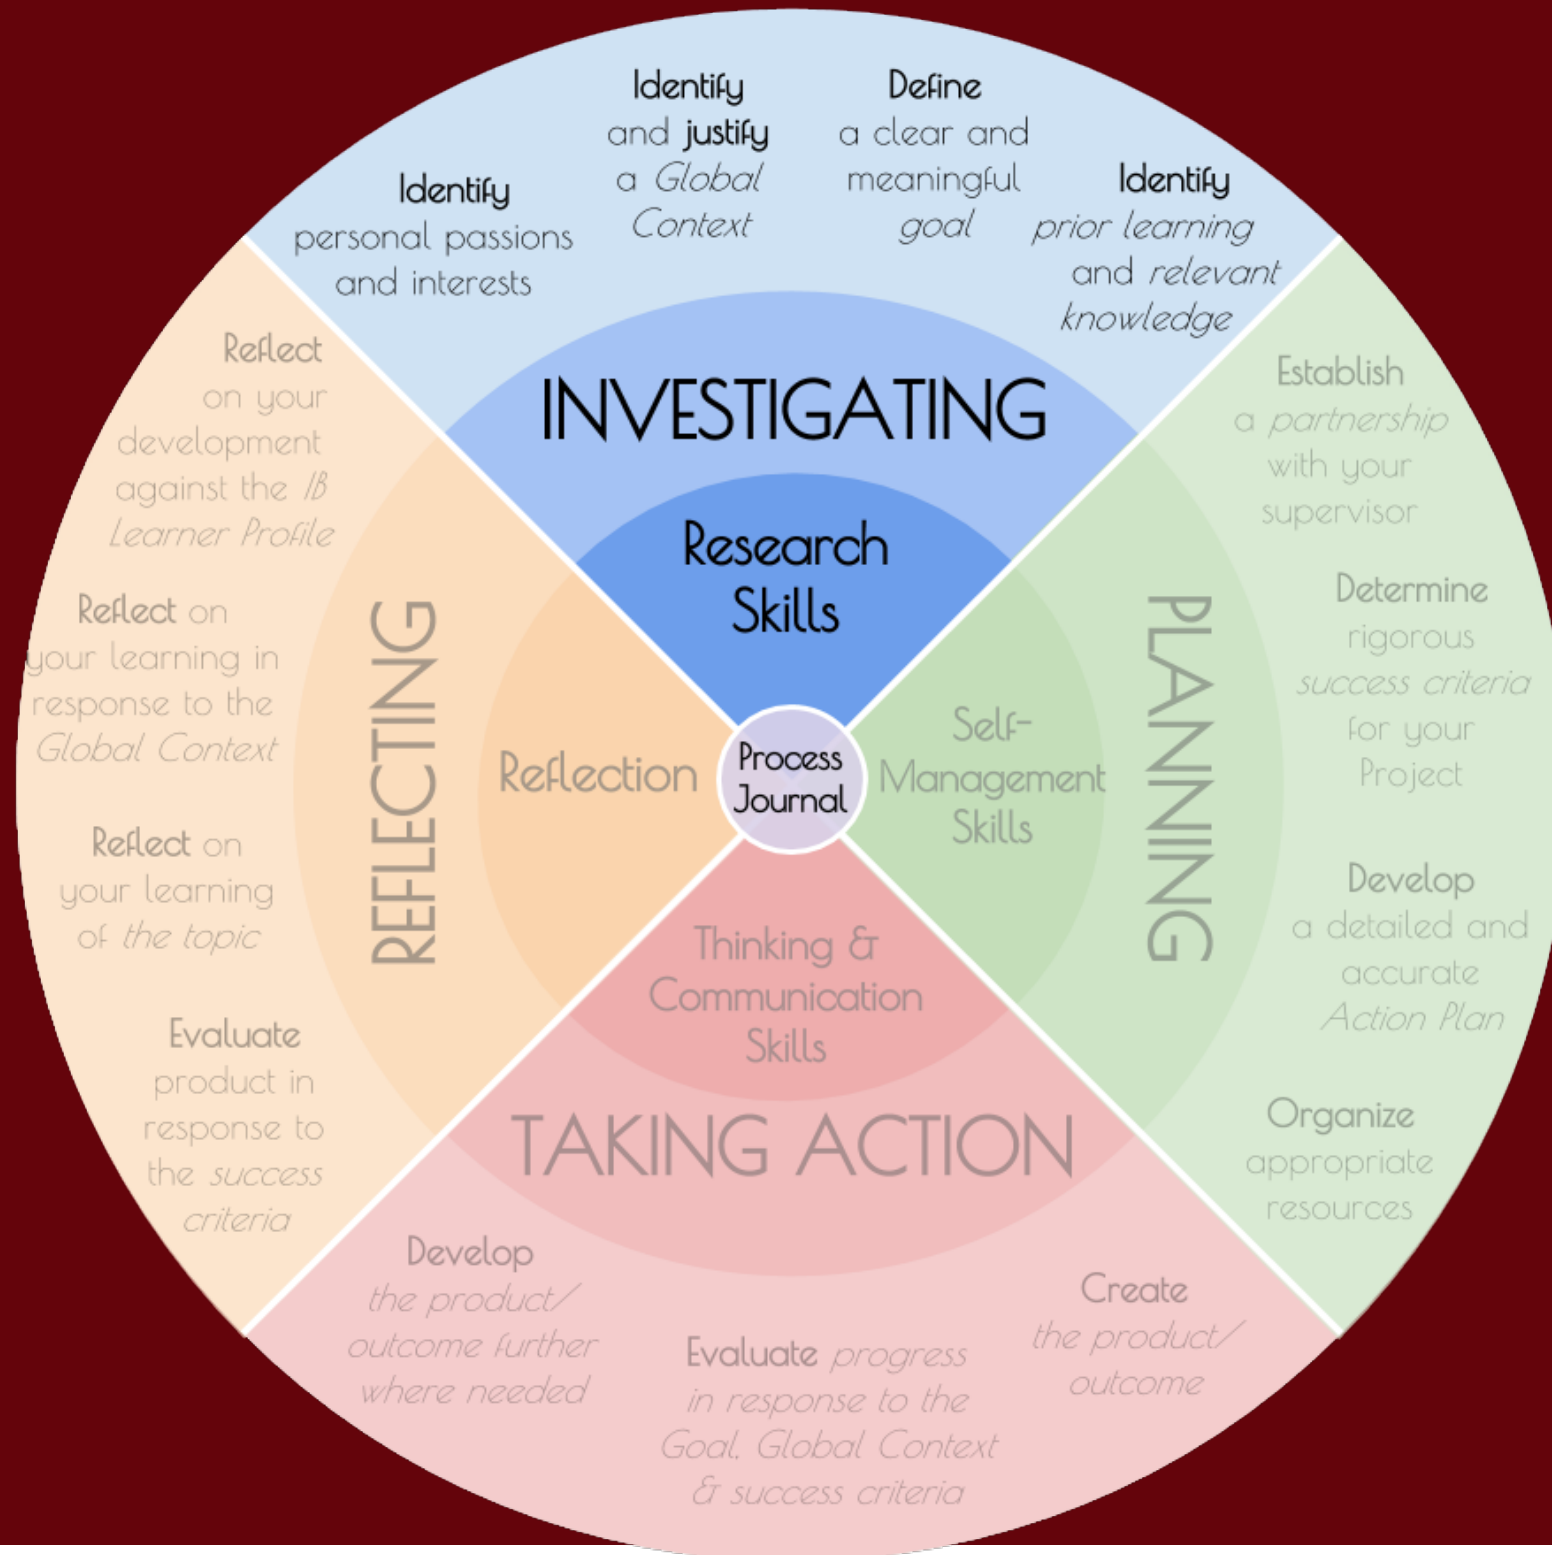 Identify
personal passions
and interests
Identify
and justify
a Global
Context
Define
a clear and
meaningful
goal
Identify
prior learning
and relevant
knowledge
INVESTIGATING
Research
Skills
Establish
a partnership
with your
supervisor
Determine
rigorous
success criteria
for your
Project
Develop
a detailed and
accurate
Action Plan
Organize
appropriate
resources
PLANNING
Self-
Management
Skills
Create
the product/
outcome
Evaluate progress
in response to the
Goal, Global Context
& success criteria
Develop
the product/
outcome further
where needed
TAKING ACTION
Thinking &
Communication
Skills
Reflect
on your
development
against the IB
Learner Profile
Reflect on
your learning in
response to the
Global Context
Reflect on
your learning
of the topic
Evaluate
product in
response to
the success
criteria
REFLECTING
Reflection
Process
Journal